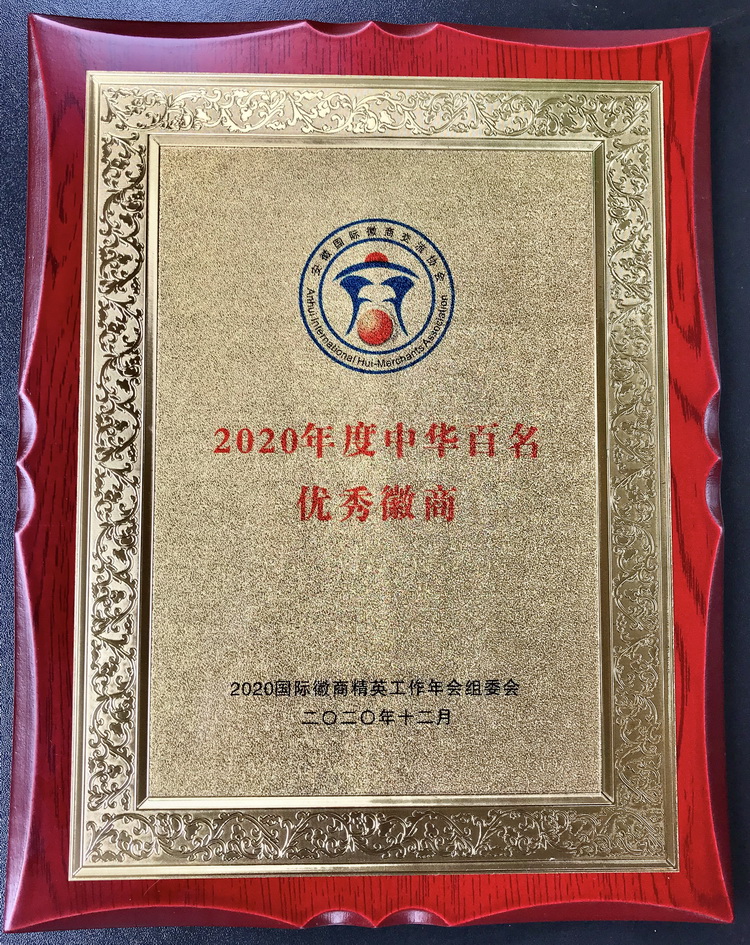 安徽国际徽商交流协会
Anhui International Hui-Merchants Association
2020年度中华百名
优秀徽商
2020国际徽商精英工作年会组委会
二〇二〇年十二月